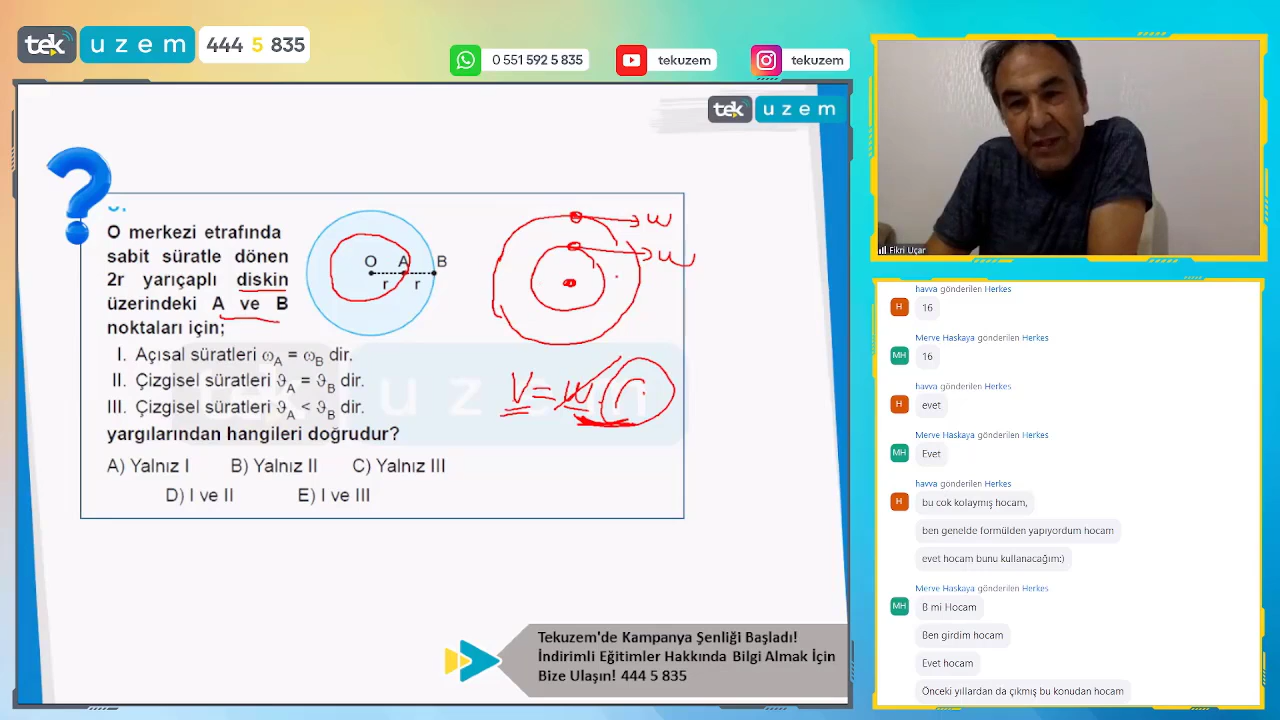 tek uzem 444 5 835
0 551 592 5 835 tekuzem tekuzem
tek uzem
O merkezi etrafında
sabit süratle dönen
2r yarıçaplı diskin
üzerindeki A ve B
noktaları için;
O A B
r r
w
w
V = w r
I. Açısal süratleri ωA = ωB dir.
II. Çizgisel süratleri ϑA = ϑB dir.
III. Çizgisel süratleri ϑA < ϑB dir.
yargılarından hangileri doğrudur?
A) Yalnız I B) Yalnız II C) Yalnız III
D) I ve II E) I ve III
Tekuzem'de Kampanya Şenliği Başladı!
İndirimli Eğitimler Hakkında Bilgi Almak İçin
Bize Ulaşın! 444 5 835
Fikri Uçar
havva gönderilen Herkes
H 16
Merve Haskaya gönderilen Herkes
MH 16
havva gönderilen Herkes
H evet
Merve Haskaya gönderilen Herkes
MH Evet
havva gönderilen Herkes
H bu cok kolaymış hocam,
ben genelde formülden yapıyordum hocam
evet hocam bunu kullanacağım:)
Merve Haskaya gönderilen Herkes
MH B mi Hocam
Ben girdim hocam
Evet hocam
Önceki yıllardan da çıkmış bu konudan hocam